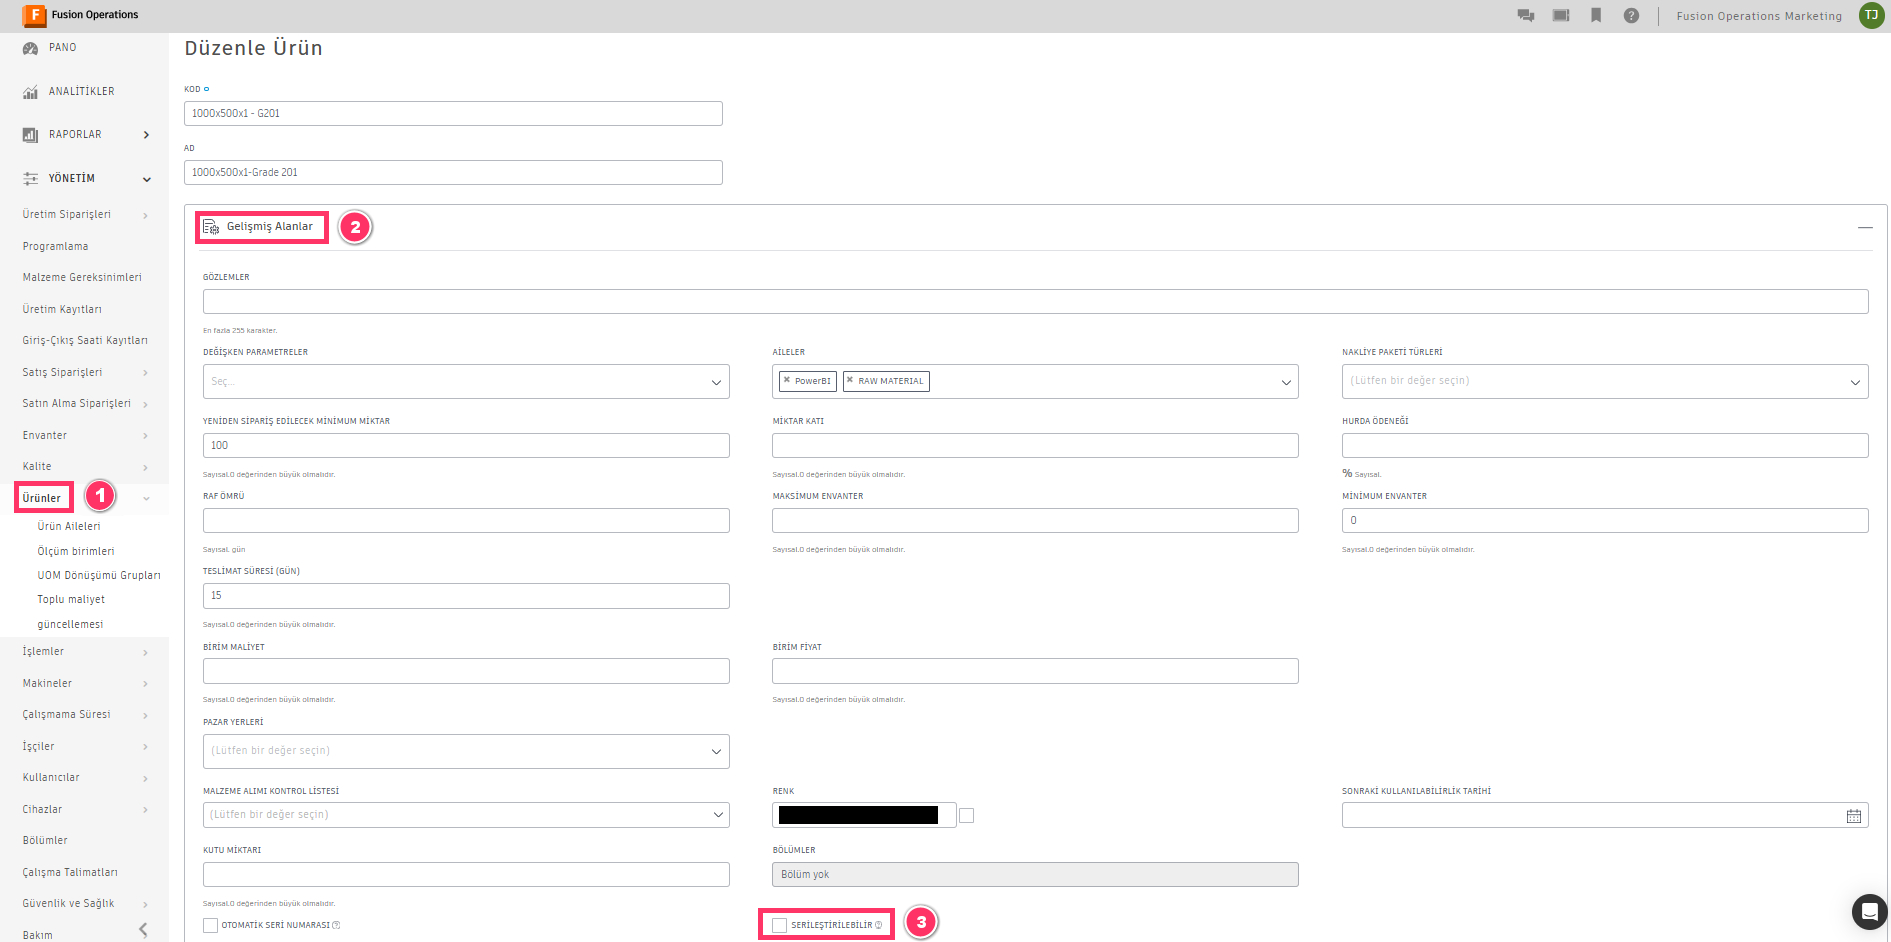 Fusion Operations
Fusion Operations Marketing
TJ
PANO
ANALİTİKLER
RAPORLAR
YÖNETİM
Üretim Siparişleri
Programlama
Malzeme Gereksinimleri
Üretim Kayıtları
Giriş-Çıkış Saati Kayıtları
Satış Siparişleri
Satın Alma Siparişleri
Envanter
Kalite
Ürünler
1
Ürün Aileleri
Ölçüm birimleri
UOM Dönüşümü Grupları
Toplu maliyet
güncellemesi
İşlemler
Makineler
Çalışmama Süresi
İşçiler
Kullanıcılar
Cihazlar
Bölümler
Çalışma Talimatları
Güvenlik ve Sağlık
Bakım
Düzenle Ürün
KOD
1000x500x1 - G201
AD
1000x500x1-Grade 201
Gelişmiş Alanlar
2
GÖZLEMLER
En fazla 255 karakter.
DEĞİŞKEN PARAMETRELER
AİLELER
NAKLİYE PAKETİ TÜRLERİ
Seç...
PowerBI
RAW MATERIAL
(Lütfen bir değer seçin)
YENİDEN SİPARİŞ EDİLECEK MİNİMUM MİKTAR
MİKTAR KATI
HURDA ÖDENEĞİ
100
Sayısal.0 değerinden büyük olmalıdır.
Sayısal.0 değerinden büyük olmalıdır.
% Sayısal.
RAF ÖMRÜ
MAKSİMUM ENVANTER
MİNİMUM ENVANTER
0
Sayısal. gün
Sayısal.0 değerinden büyük olmalıdır.
Sayısal.0 değerinden büyük olmalıdır.
TESLİMAT SÜRESİ (GÜN)
15
Sayısal.0 değerinden büyük olmalıdır.
BİRİM MALİYET
BİRİM FİYAT
Sayısal.0 değerinden büyük olmalıdır.
Sayısal.0 değerinden büyük olmalıdır.
PAZAR YERLERİ
(Lütfen bir değer seçin)
MALZEME ALIMI KONTROL LİSTESİ
RENK
SONRAKİ KULLANILABİLİRLİK TARİHİ
(Lütfen bir değer seçin)
KUTU MİKTARI
BÖLÜMLER
Bölüm yok
Sayısal.0 değerinden büyük olmalıdır.
OTOMATİK SERİ NUMARASI
SERİLEŞTİRİLEBİLİR
3